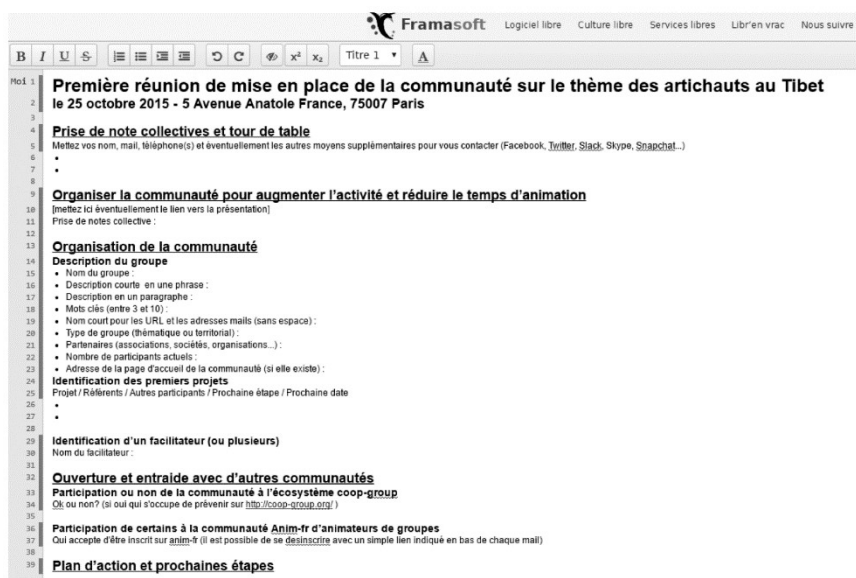 Framasoft Logiciel libre Culture libre Services libres Libr'en vrac Nous suivre
B I U S x² x₂ Titre 1 A
Moi 1 Première réunion de mise en place de la communauté sur le thème des artichauts au Tibet
2 le 25 octobre 2015 - 5 Avenue Anatole France, 75007 Paris
3
4 Prise de note collectives et tour de table
5 Mettez vos nom, mail, téléphone(s) et éventuellement les autres moyens supplémentaires pour vous contacter (Facebook, Twitter, Slack, Skype, Snapchat...)
6 •
7 •
8
9 Organiser la communauté pour augmenter l'activité et réduire le temps d'animation
10 [mettez ici éventuellement le lien vers la présentation]
11 Prise de notes collective :
12
13 Organisation de la communauté
14 Description du groupe
15 • Nom du groupe :
16 • Description courte en une phrase :
17 • Description en un paragraphe :
18 • Mots clés (entre 3 et 10) :
19 • Nom court pour les URL et les adresses mails (sans espace) :
20 • Type de groupe (thématique ou territorial) :
21 • Partenaires (associations, sociétés, organisations...) :
22 • Nombre de participants actuels :
23 • Adresse de la page d'accueil de la communauté (si elle existe) :
24 Identification des premiers projets
25 Projet / Référents / Autres participants / Prochaine étape / Prochaine date
26 •
27 •
28
29 Identification d'un facilitateur (ou plusieurs)
30 Nom du facilitateur :
31
32 Ouverture et entraide avec d'autres communautés
33 Participation ou non de la communauté à l'écosystème coop-group
34 Ok ou non? (si oui qui s'occupe de prévenir sur http://coop-group.org/ )
35
36 Participation de certains à la communauté Anim-fr d'animateurs de groupes
37 Qui accepte d'être inscrit sur anim-fr (il est possible de se desinscrire avec un simple lien indiqué en bas de chaque mail)
38
39 Plan d'action et prochaines étapes